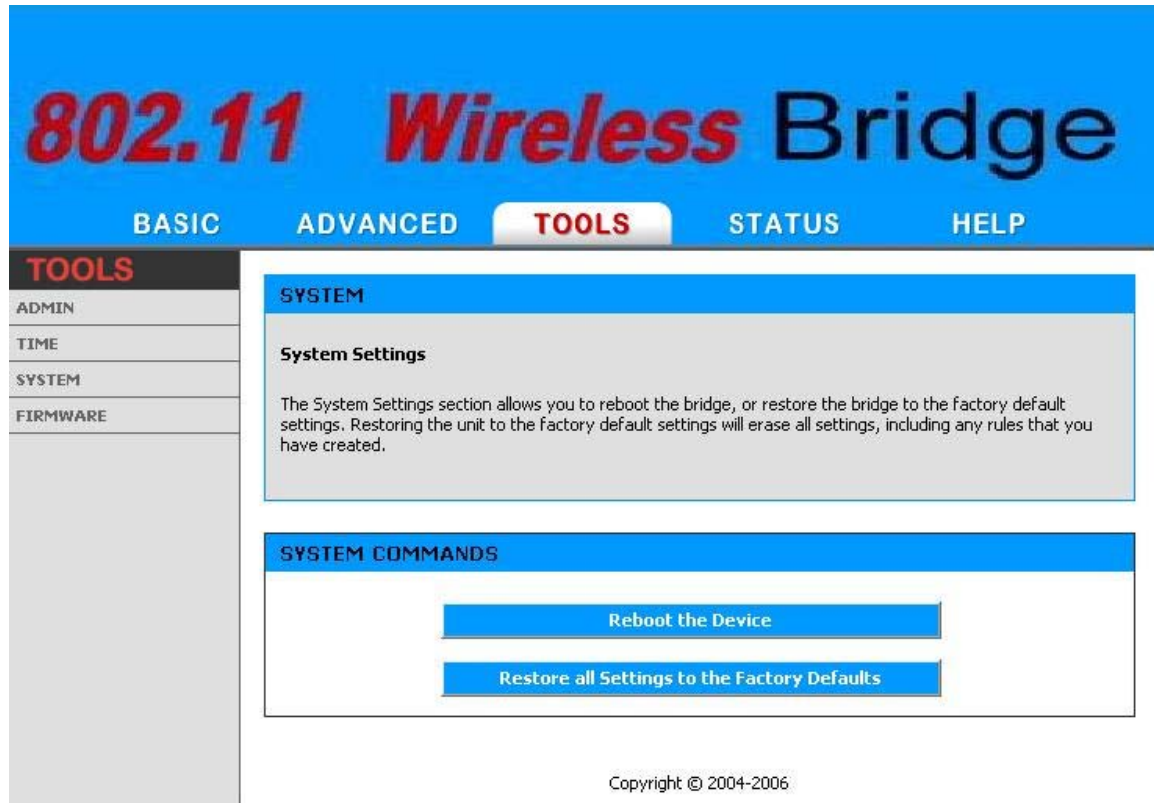 802.11 Wireless Bridge
BASIC ADVANCED TOOLS STATUS HELP
TOOLS
ADMIN
TIME
SYSTEM
FIRMWARE
SYSTEM
System Settings
The System Settings section allows you to reboot the bridge, or restore the bridge to the factory default
settings. Restoring the unit to the factory default settings will erase all settings, including any rules that you
have created.
SYSTEM COMMANDS
Reboot the Device
Restore all Settings to the Factory Defaults
Copyright © 2004-2006